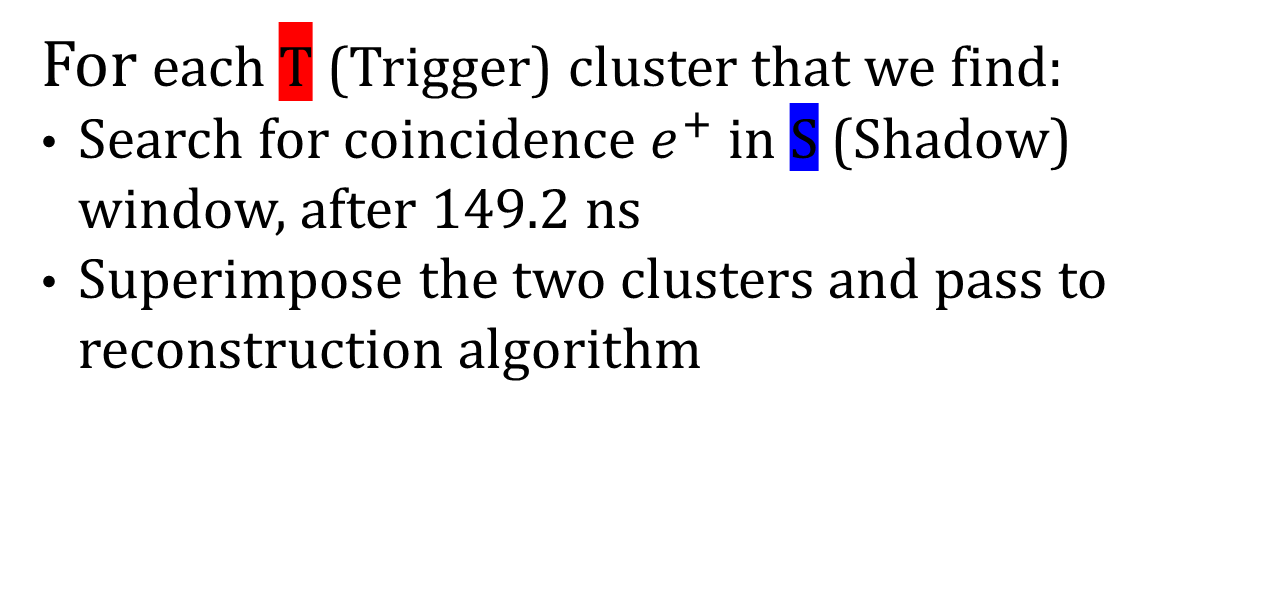 For each T (Trigger) cluster that we find:
• Search for coincidence e⁺ in S (Shadow)
window, after 149.2 ns
• Superimpose the two clusters and pass to
reconstruction algorithm